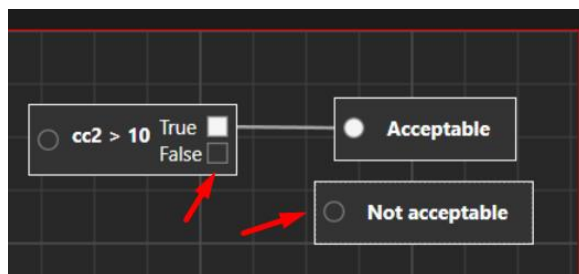 cc2 > 10
True
False
Acceptable
Not acceptable